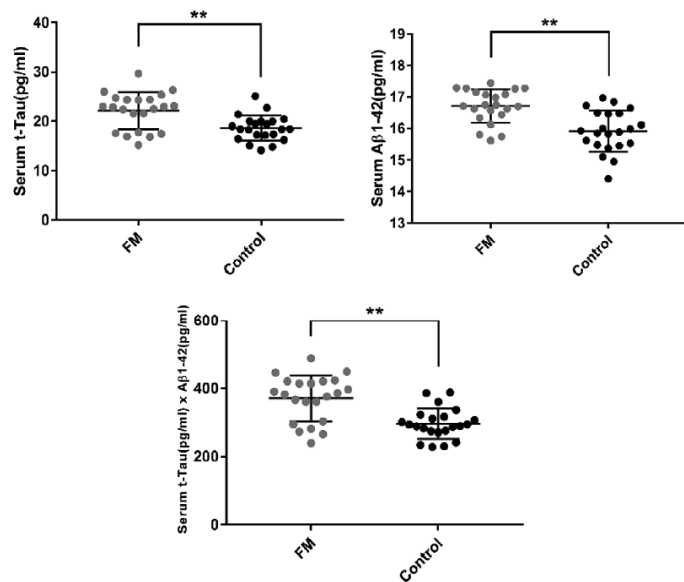 **
Serum t-Tau(pg/ml)
40
30
20
10
0
FM
Control
**
Serum Aβ1-42(pg/ml)
19
18
17
16
15
14
13
FM
Control
**
Serum t-Tau(pg/ml) x Aβ1-42(pg/ml)
600
400
200
0
FM
Control